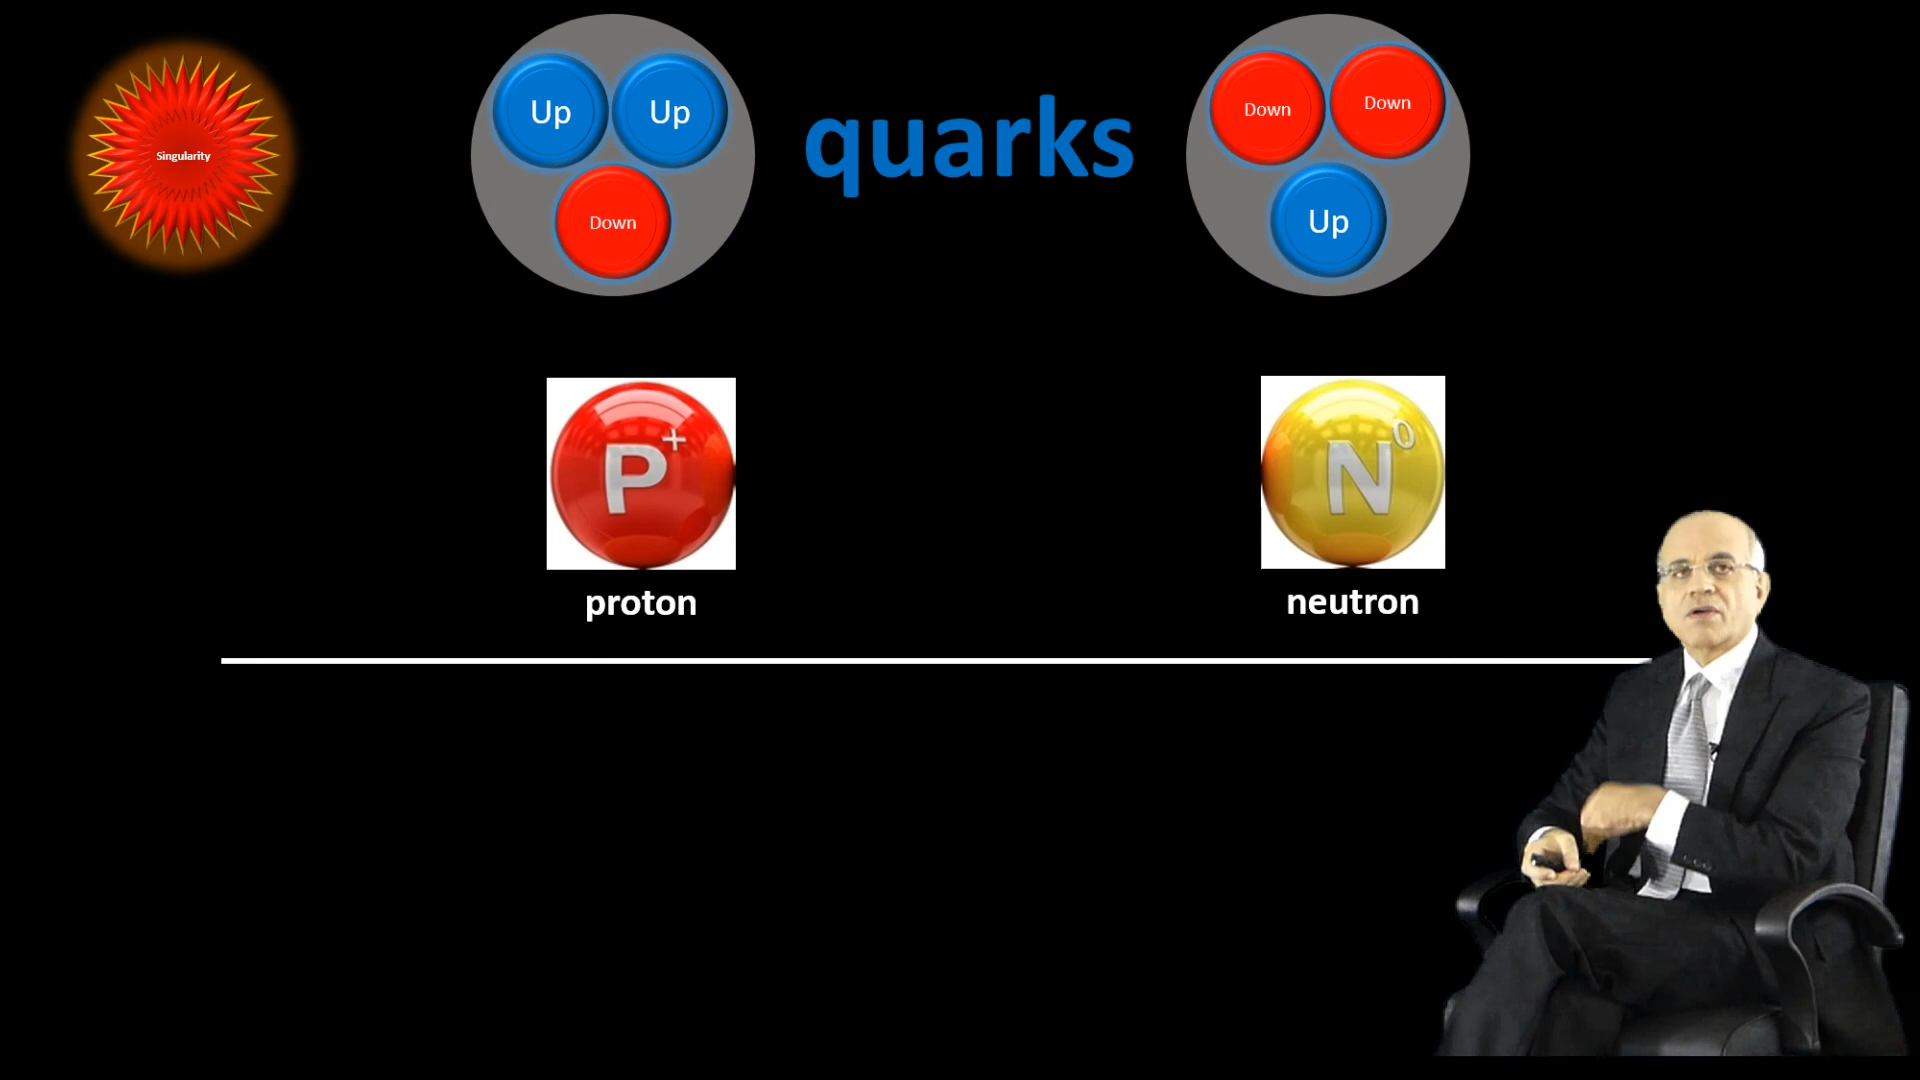 Singularity
Up
Up
Down
quarks
Down
Down
Up
P+
proton
N0
neutron